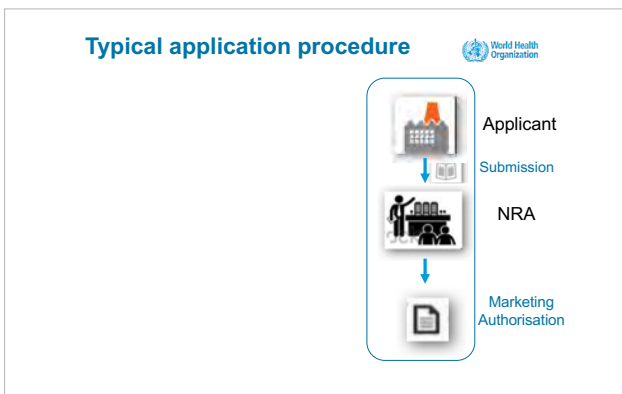 Typical application procedure
World Health
Organization
Applicant
Submission
NRA
Marketing
Authorisation